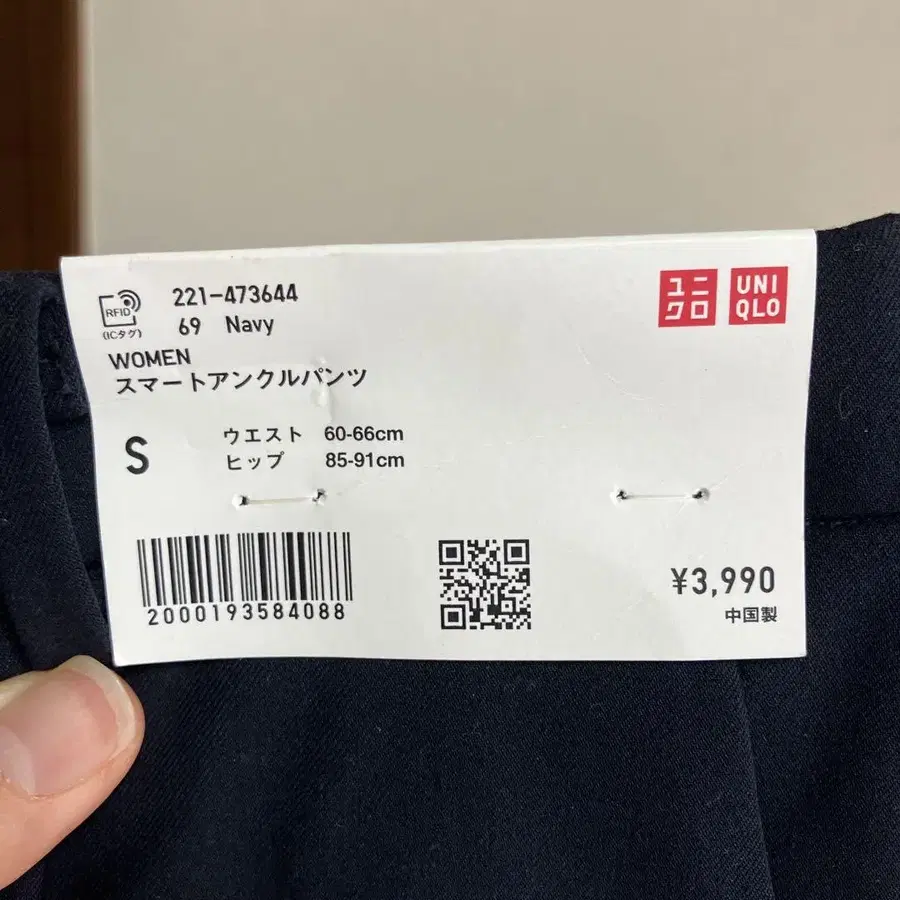 RFID
(ICタグ)
221-473644
69 Navy
WOMEN
スマートアンクルパンツ
ユニ
クロ
UNI
QLO
S
ウエスト 60-66cm
ヒップ 85-91cm
2000193584088
¥3,990
中国製